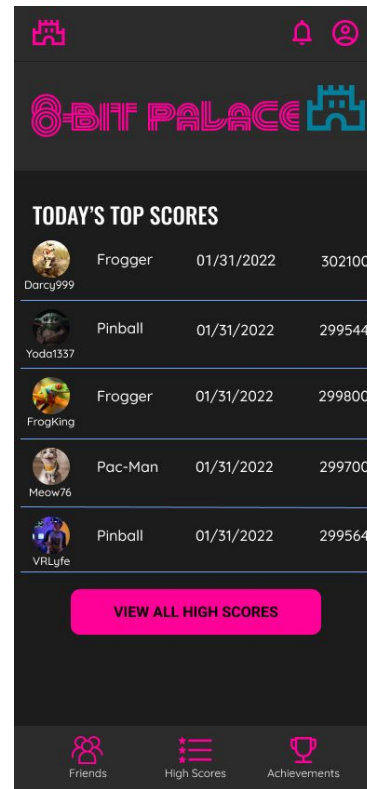 8-BIT PALACE
TODAY'S TOP SCORES
Frogger 01/31/2022 302100
Darcy999
Pinball 01/31/2022 299544
Yoda1337
Frogger 01/31/2022 299800
FrogKing
Pac-Man 01/31/2022 299700
Meow76
Pinball 01/31/2022 299564
VRLyfe
VIEW ALL HIGH SCORES
Friends High Scores Achievements